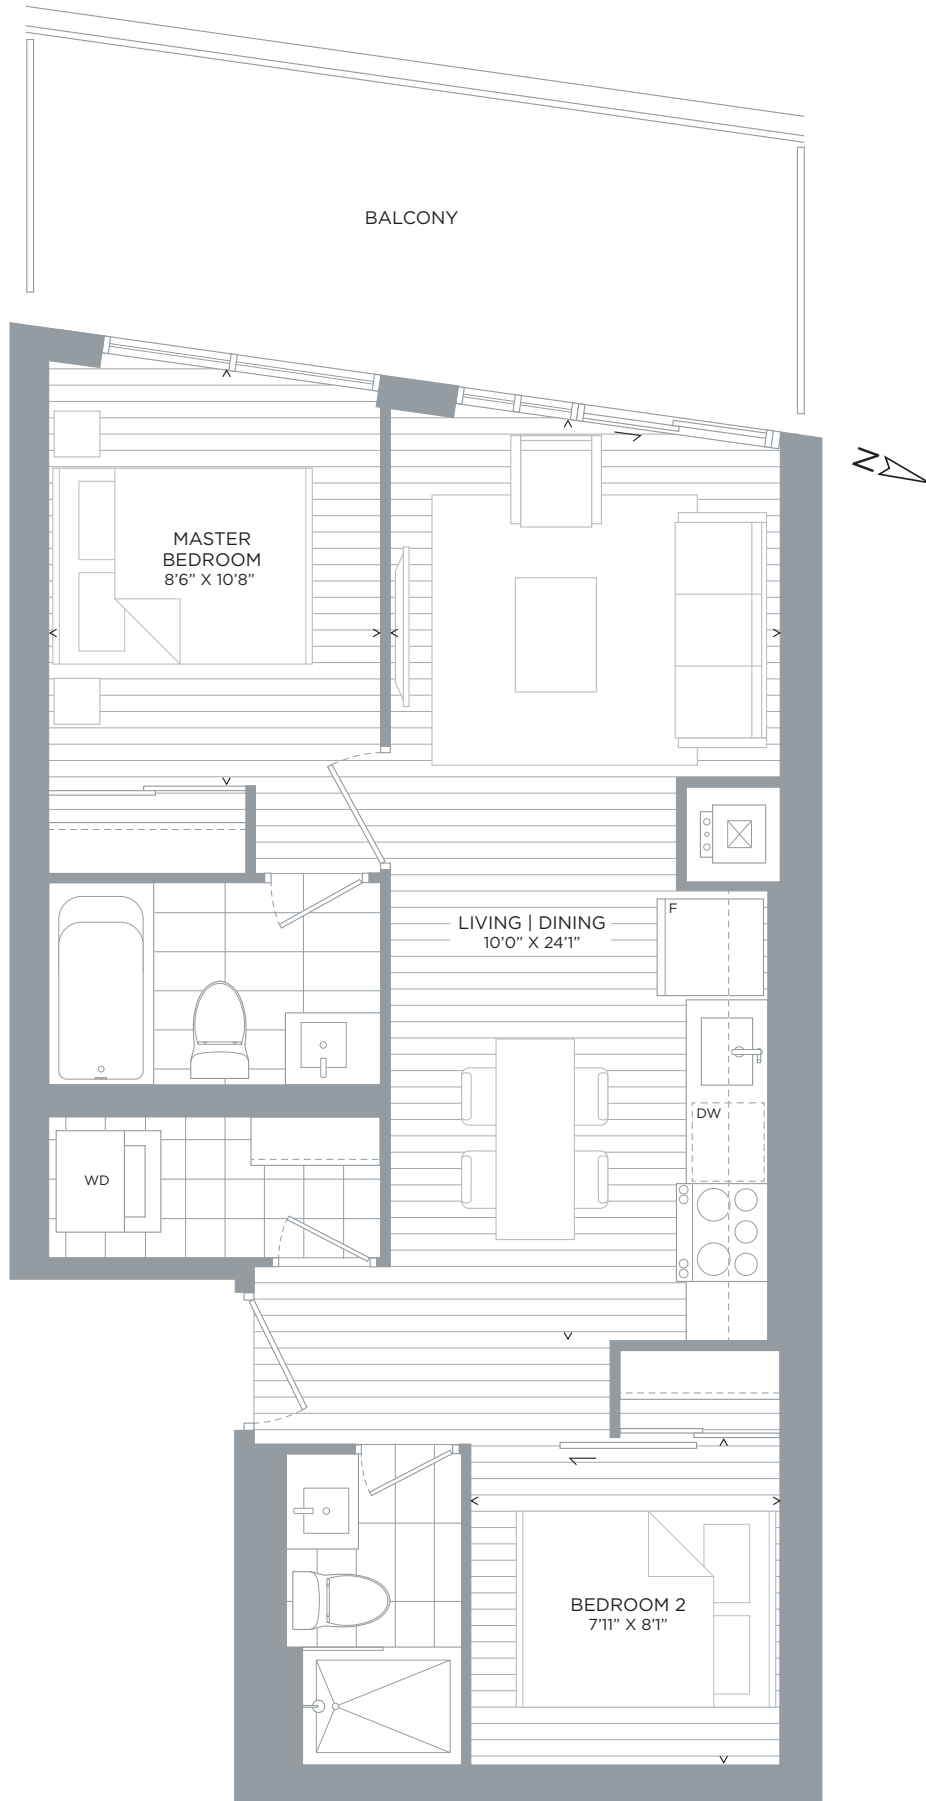 BALCONY
N
MASTER
BEDROOM
8'6" X 10'8"
F
LIVING | DINING
10'0" X 24'1"
DW
WD
BEDROOM 2
7'11" X 8'1"